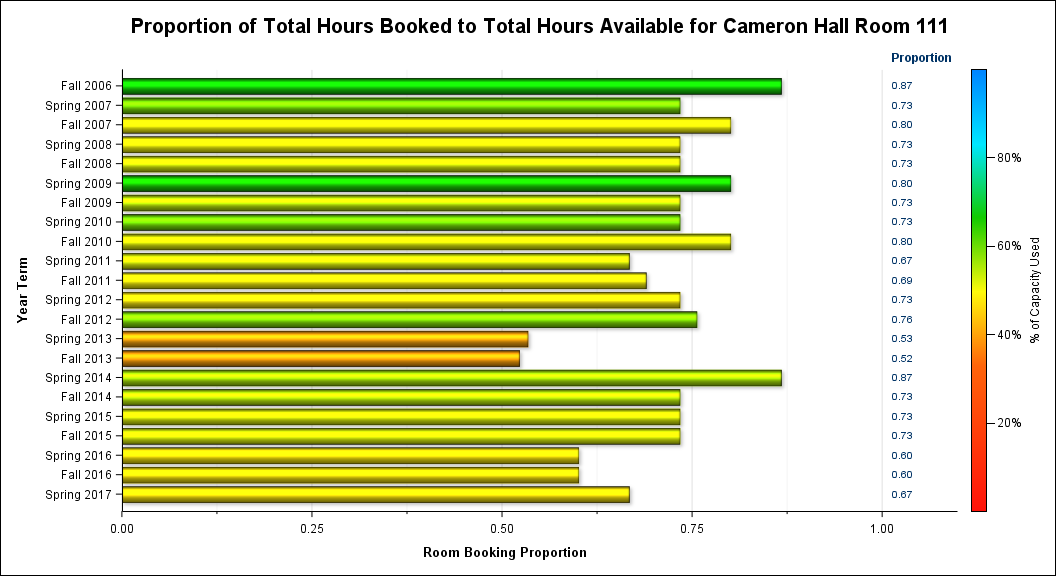 Proportion of Total Hours Booked to Total Hours Available for Cameron Hall Room 111
Proportion
Fall 2006 0.87
Spring 2007 0.73
Fall 2007 0.80
Spring 2008 0.73
Fall 2008 0.73
Spring 2009 0.80
Fall 2009 0.73
Spring 2010 0.73
Fall 2010 0.80
Spring 2011 0.67
Fall 2011 0.69
Spring 2012 0.73
Fall 2012 0.76
Spring 2013 0.53
Fall 2013 0.52
Spring 2014 0.87
Fall 2014 0.73
Spring 2015 0.73
Fall 2015 0.73
Spring 2016 0.60
Fall 2016 0.60
Spring 2017 0.67
Year Term
0.00 0.25 0.50 0.75 1.00
Room Booking Proportion
80%
60%
40%
20%
% of Capacity Used